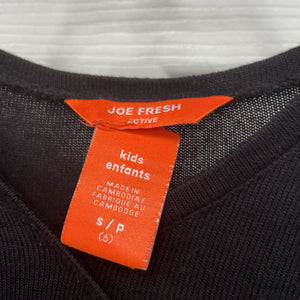 JOE FRESH
ACTIVE
kids
enfants
MADE IN
CAMBODIA/
FABRIQUÉ AU
CAMBODGE
s / p
(6)